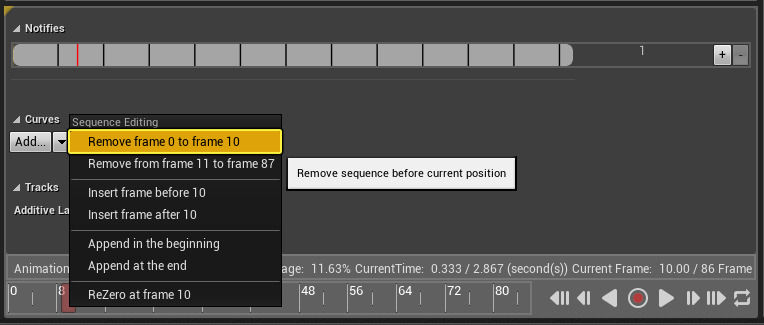 Notifies
1
+ -
Curves
Add...
Sequence Editing
Remove frame 0 to frame 10
Remove from frame 11 to frame 87
Remove sequence before current position
Insert frame before 10
Insert frame after 10
Tracks
Additive La
Append in the beginning
Append at the end
Animation
age: 11.63% CurrentTime: 0.333 / 2.867 (second(s)) Current Frame: 10.00 / 86 Frame
ReZero at frame 10
0 8 48 56 64 72 80